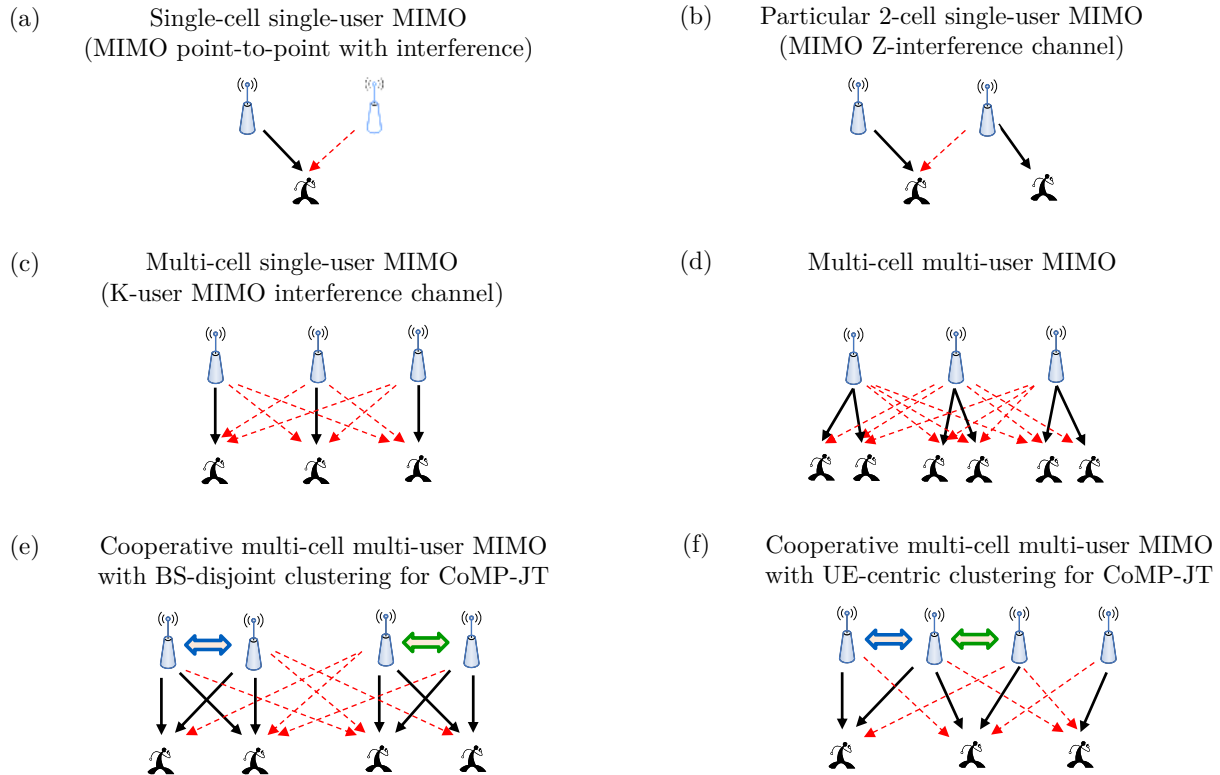 (a)
Single-cell single-user MIMO
(MIMO point-to-point with interference)
(b)
Particular 2-cell single-user MIMO
(MIMO Z-interference channel)
(c)
Multi-cell single-user MIMO
(K-user MIMO interference channel)
(d)
Multi-cell multi-user MIMO
(e)
Cooperative multi-cell multi-user MIMO
with BS-disjoint clustering for CoMP-JT
(f)
Cooperative multi-cell multi-user MIMO
with UE-centric clustering for CoMP-JT